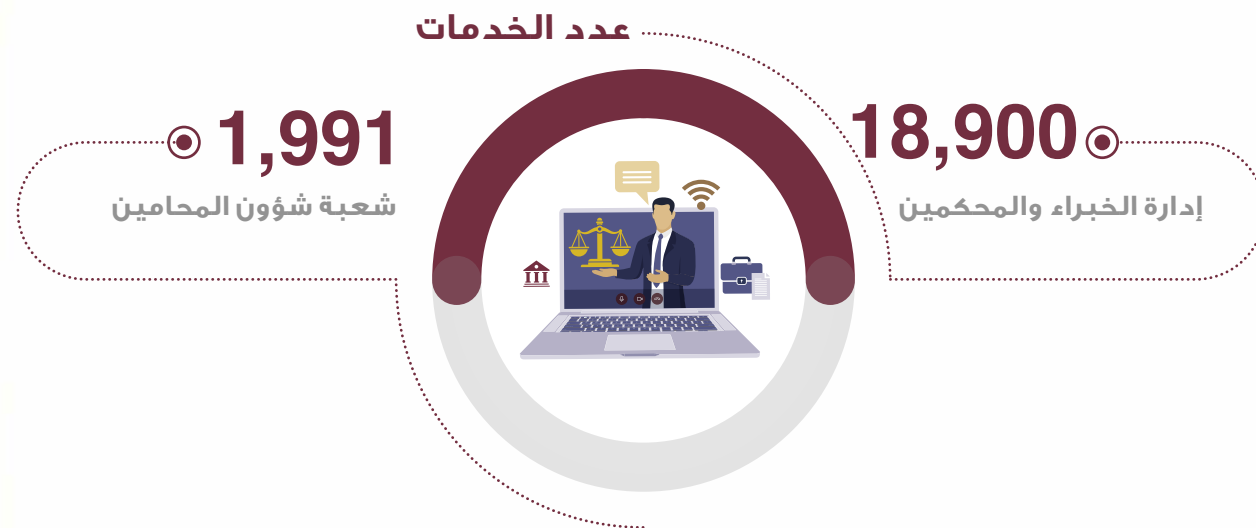 عدد الخدمات
18,900
إدارة الخبراء والمحكمين
1,991
شعبة شؤون المحامين